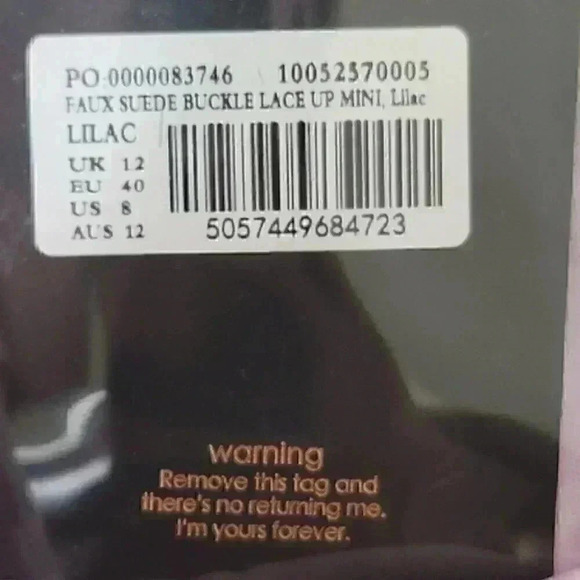 PO 0000083746 10052570005
FAUX SUEDE BUCKLE LACE UP MINI, Lilac
LILAC
UK 12
EU 40
US 8
AUS 12
5057449684723
warning
Remove this tag and
there's no returning me.
I'm yours forever.